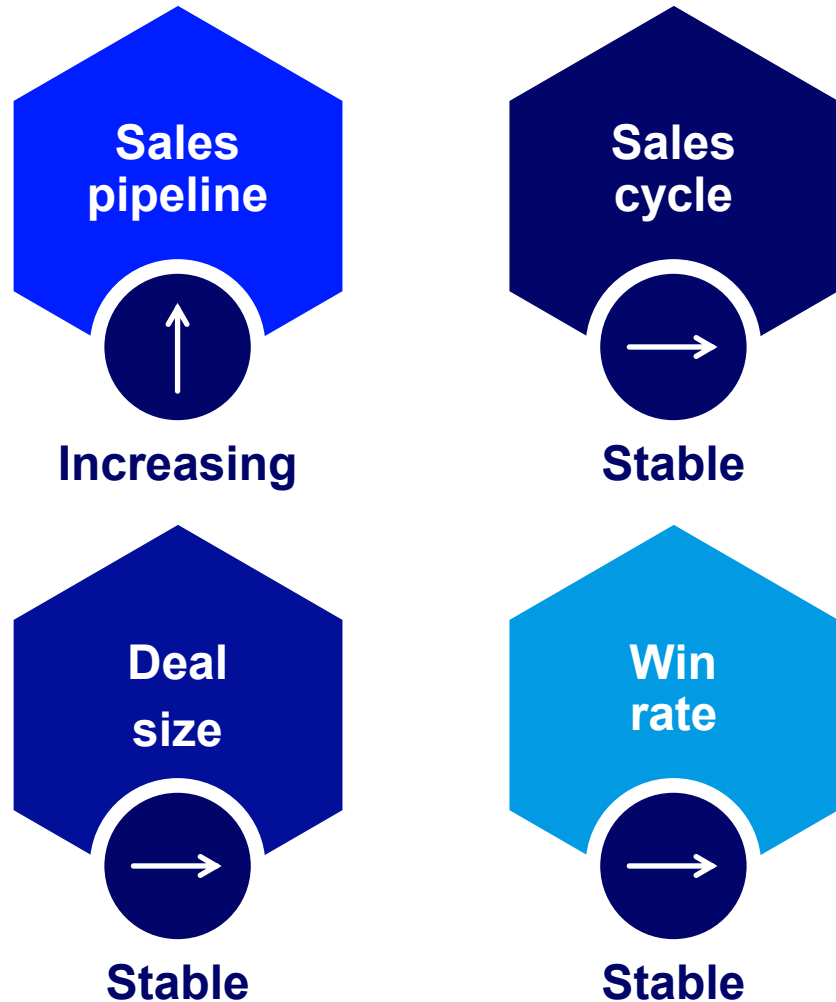 Sales
pipeline
Increasing
Sales
cycle
Stable
Deal
size
Stable
Win
rate
Stable